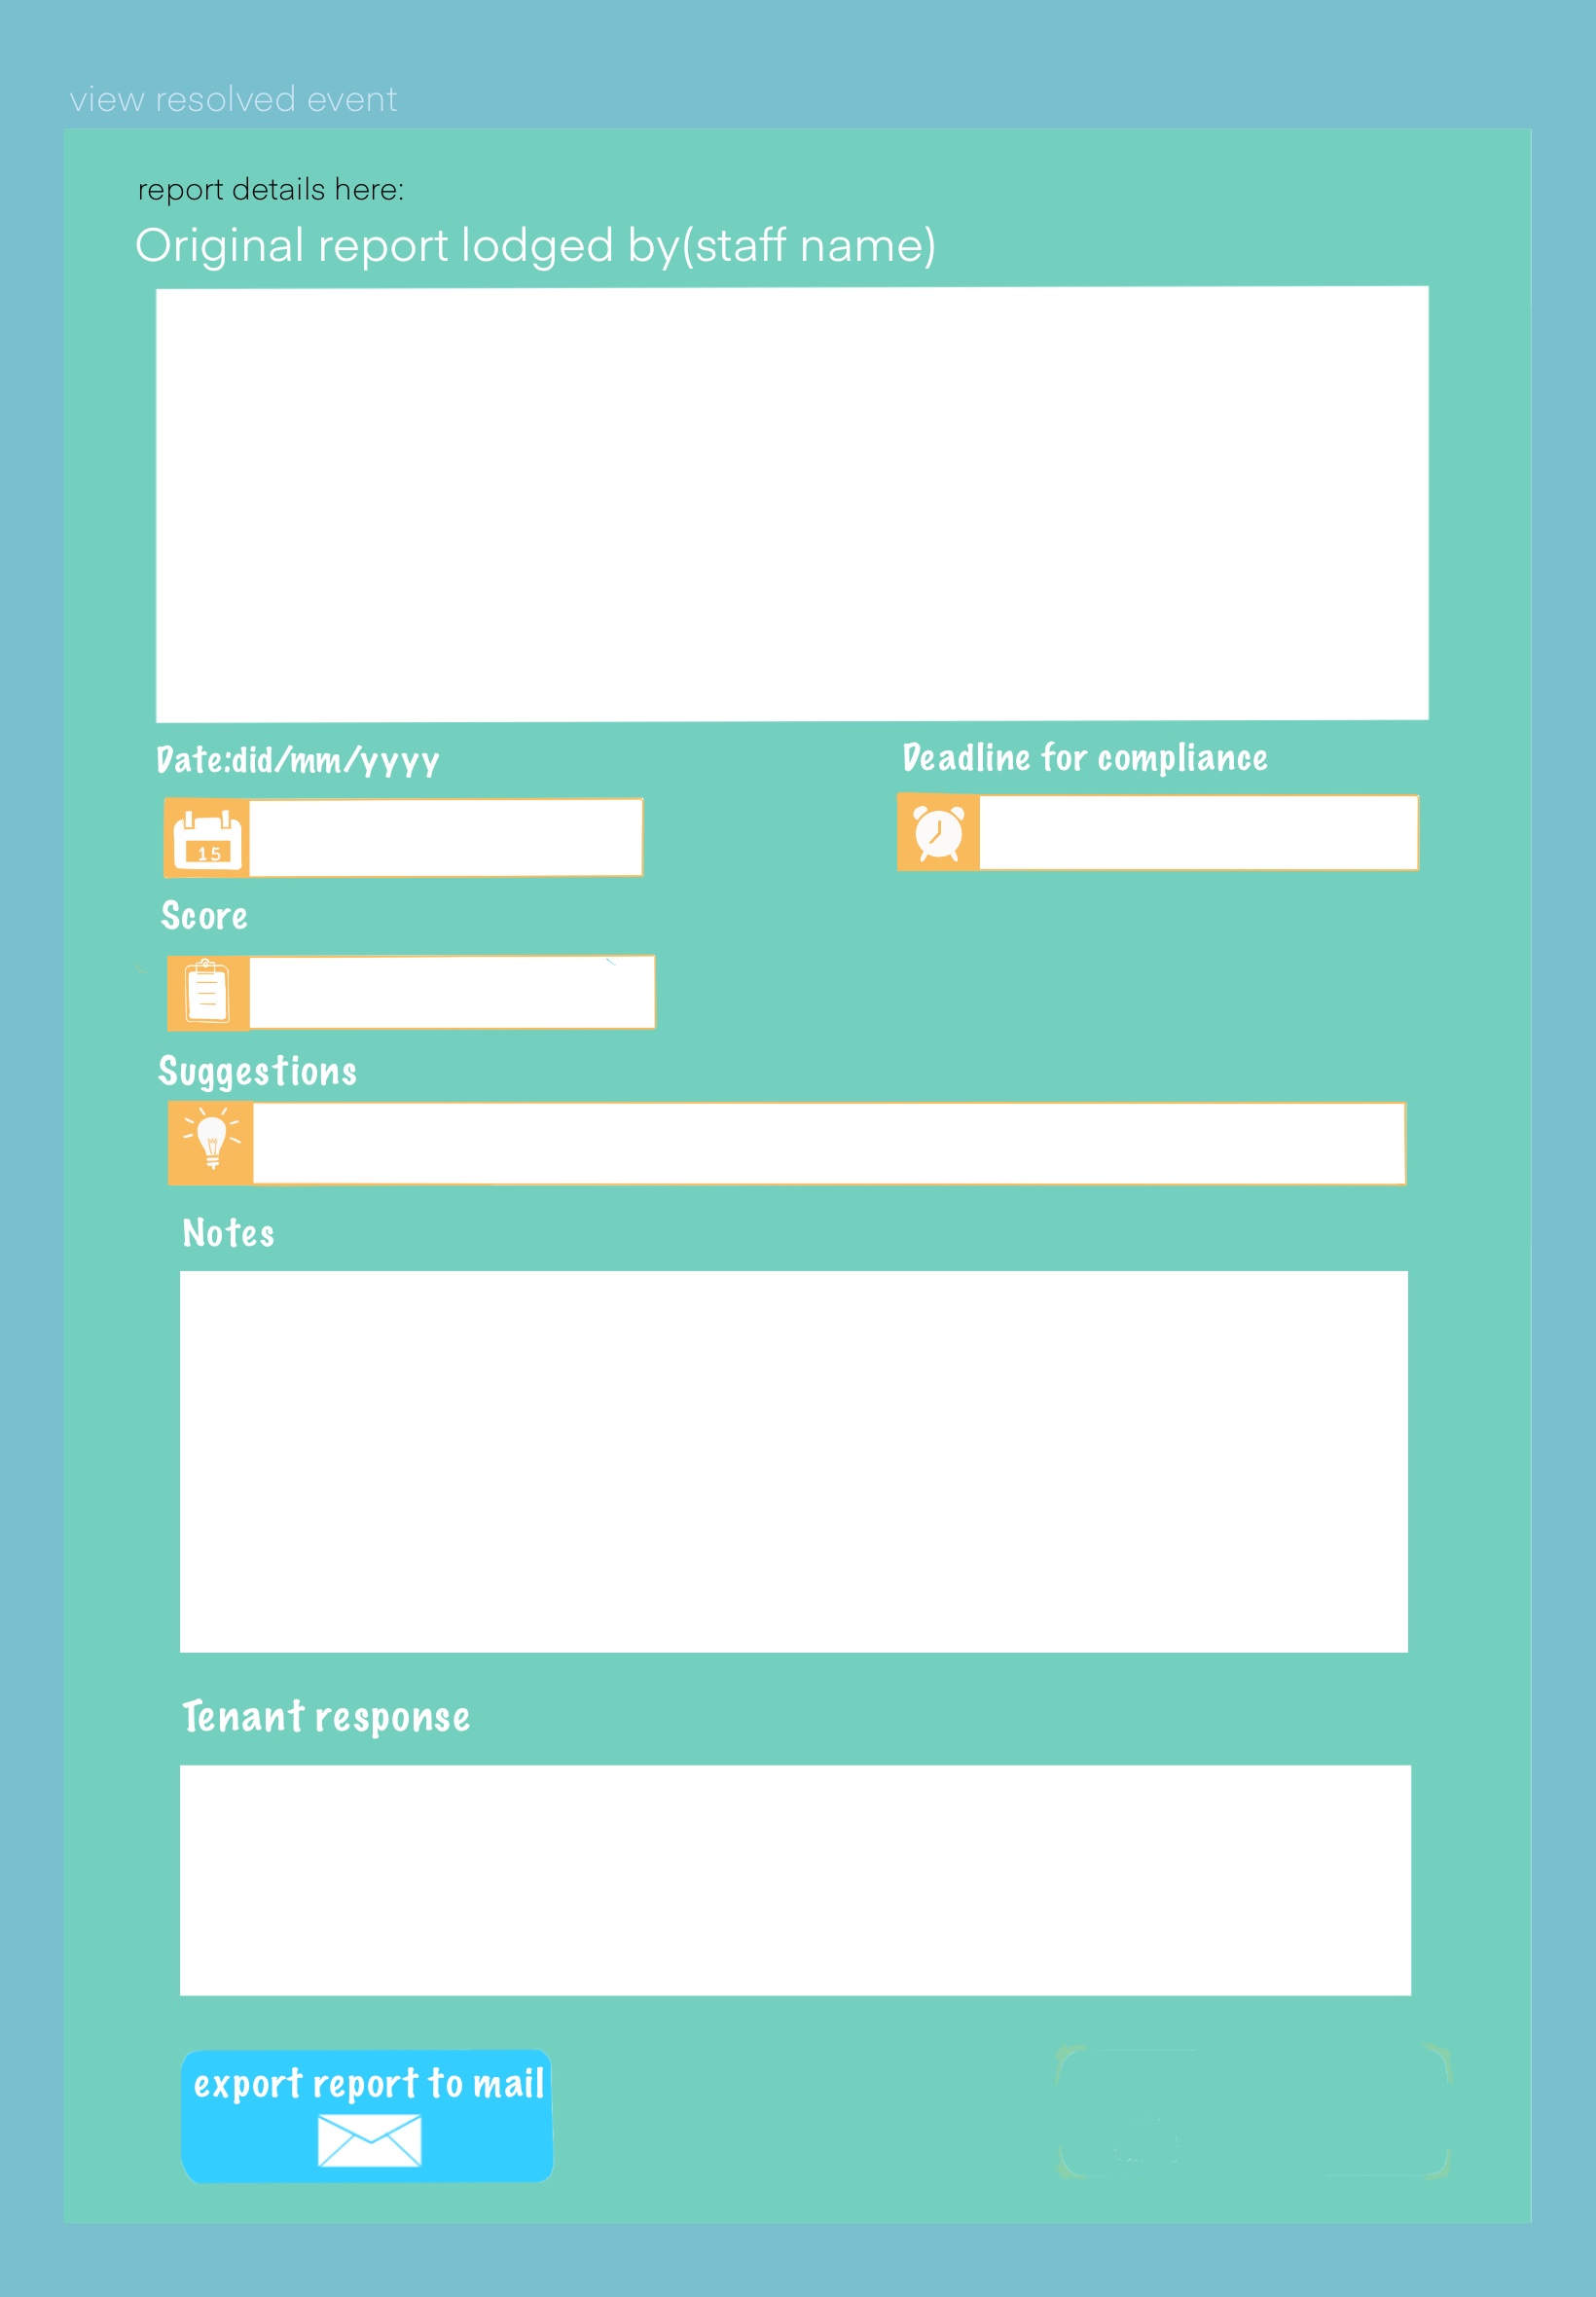 view resolved event
report details here:
Original report lodged by(staff name)
Date:did/mm/yyyy
Deadline for compliance
15
Score
Suggestions
Notes
Tenant response
export report to mail